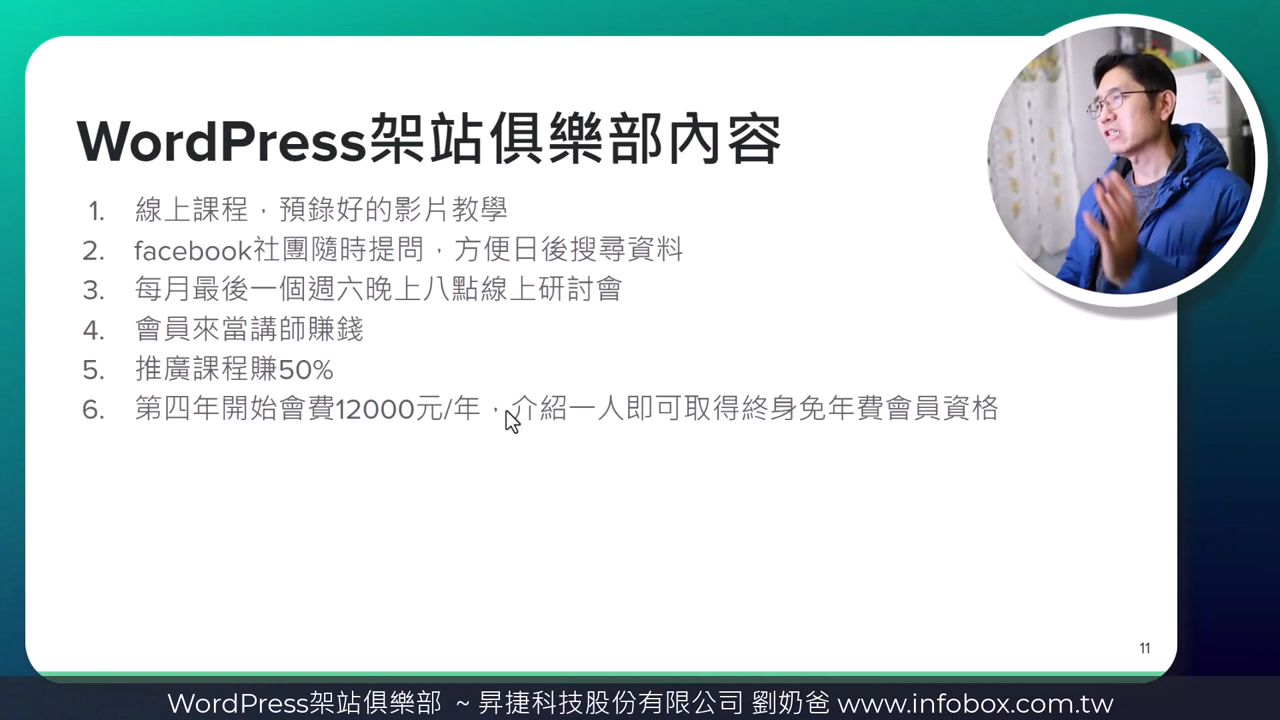 WordPress架站俱樂部內容
1. 線上課程，預錄好的影片教學
2. facebook社團隨時提問，方便日後搜尋資料
3. 每月最後一個週六晚上八點線上研討會
4. 會員來當講師賺錢
5. 推廣課程賺50%
6. 第四年開始會費12000元/年，介紹一人即可取得終身免年費會員資格
11
WordPress架站俱樂部 ~ 昇捷科技股份有限公司 劉奶爸 www.infobox.com.tw